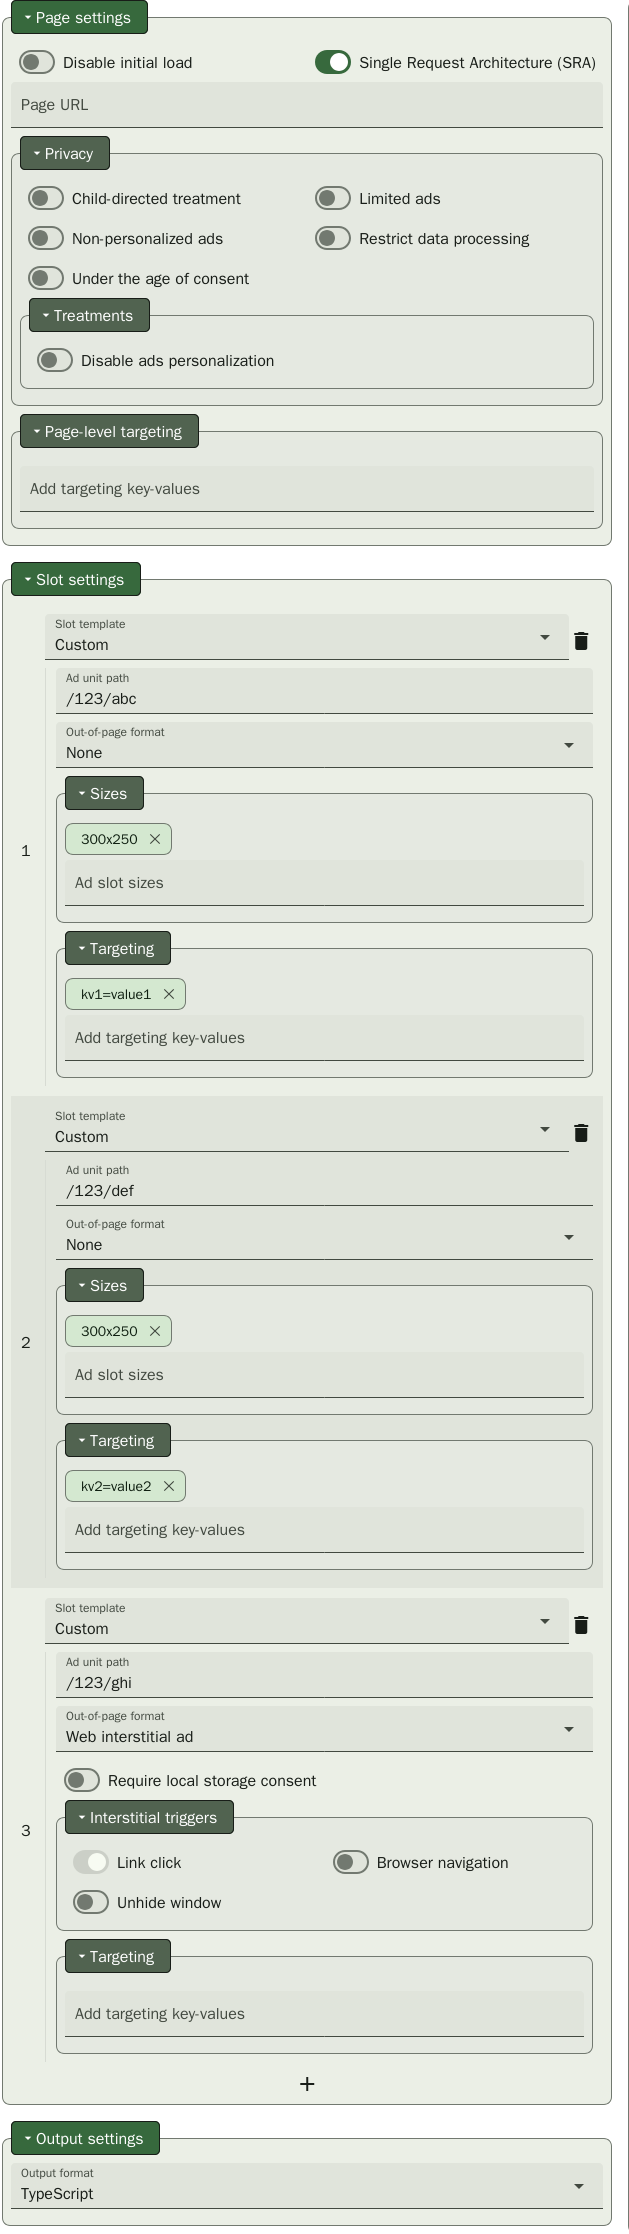 Page settings
Disable initial load
Single Request Architecture (SRA)
Page URL
Privacy
Child-directed treatment
Limited ads
Non-personalized ads
Restrict data processing
Under the age of consent
Treatments
Disable ads personalization
Page-level targeting
Add targeting key-values
Slot settings
1
Slot template
Custom
Ad unit path
/123/abc
Out-of-page format
None
Sizes
300x250
Ad slot sizes
Targeting
kv1=value1
Add targeting key-values
2
Slot template
Custom
Ad unit path
/123/def
Out-of-page format
None
Sizes
300x250
Ad slot sizes
Targeting
kv2=value2
Add targeting key-values
3
Slot template
Custom
Ad unit path
/123/ghi
Out-of-page format
Web interstitial ad
Require local storage consent
Interstitial triggers
Link click
Browser navigation
Unhide window
Targeting
Add targeting key-values
+
Output settings
Output format
TypeScript